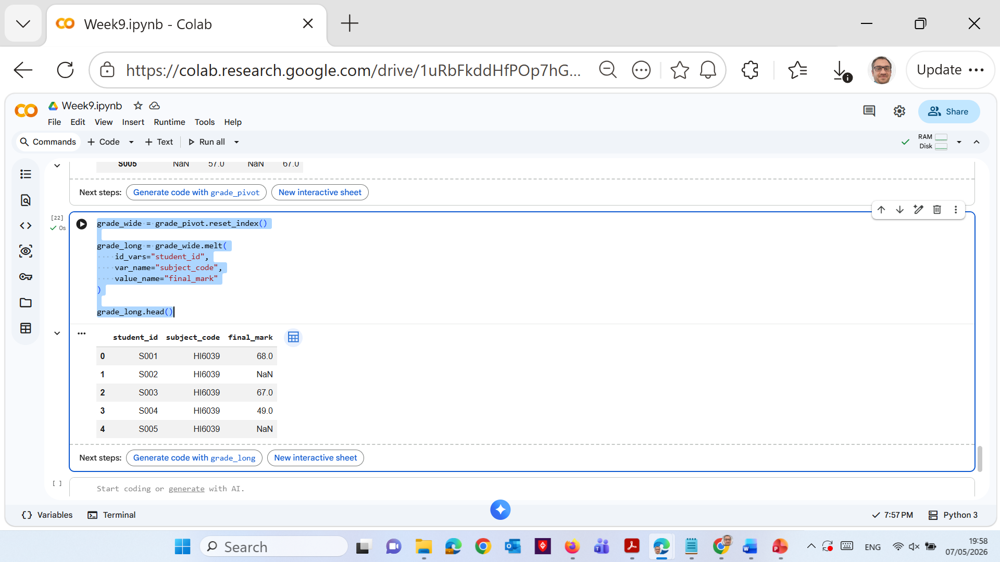 Week9.ipynb - Colab
https://colab.research.google.com/drive/1uRbFkddHfPOp7hG...
Update
Week9.ipynb
Share
File Edit View Insert Runtime Tools Help
Commands + Code + Text Run all
RAM
Disk
S005 NaN 57.0 NaN 67.0
Next steps: Generate code with grade_pivot New interactive sheet
[22]
0s
grade_wide = grade_pivot.reset_index()
grade_long = grade_wide.melt(
id_vars="student_id",
var_name="subject_code",
value_name="final_mark"
)
grade_long.head()
student_id subject_code final_mark
0 S001 HI6039 68.0
1 S002 HI6039 NaN
2 S003 HI6039 67.0
3 S004 HI6039 49.0
4 S005 HI6039 NaN
Next steps: Generate code with grade_long New interactive sheet
[ ]
Start coding or generate with AI.
{} Variables Terminal
7:57 PM Python 3
Search
ENG
19:58
07/05/2026